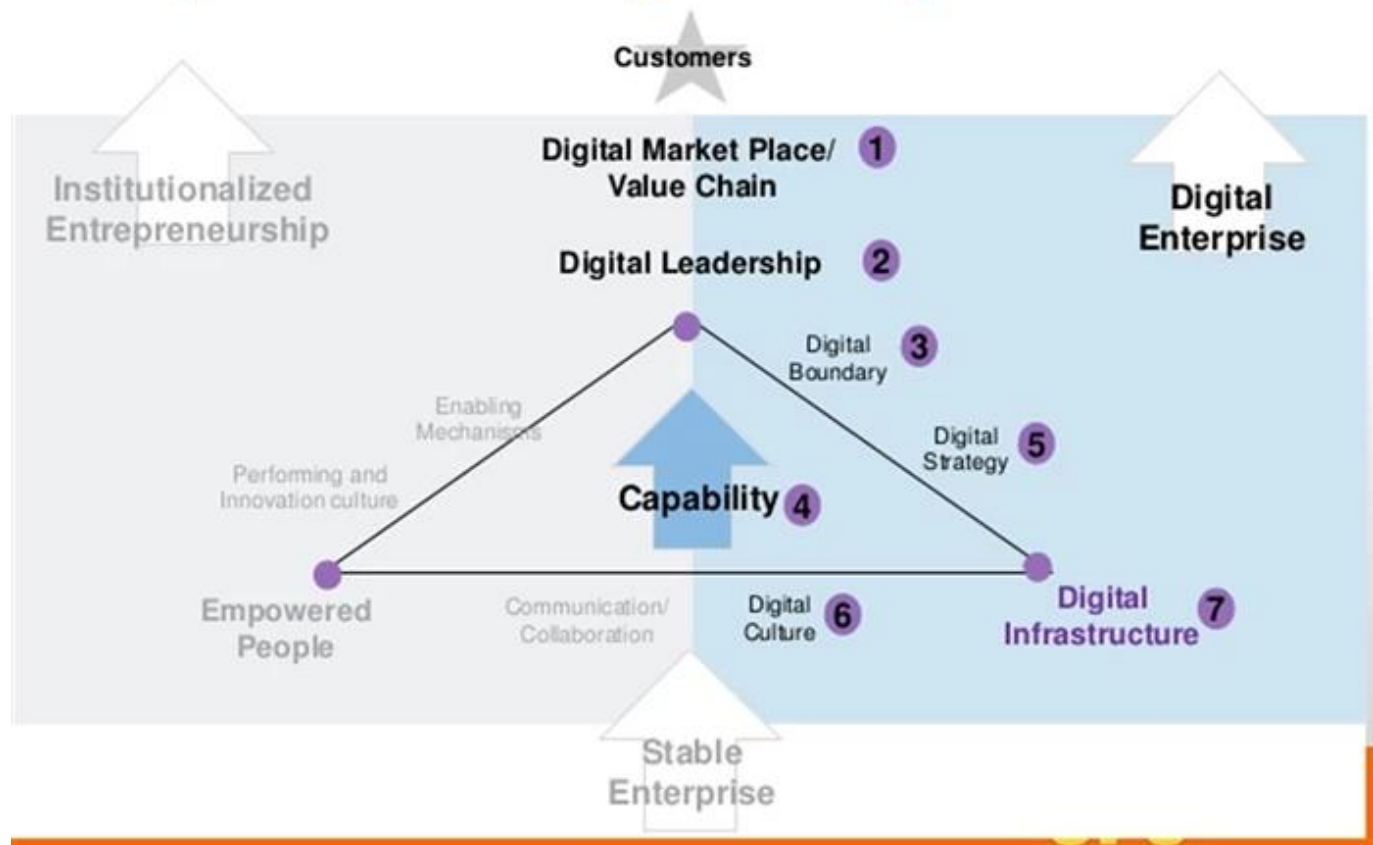 Customers
Digital Market Place/
Value Chain
1
Institutionalized
Entrepreneurship
Digital
Enterprise
Digital Leadership
2
Digital
Boundary
3
Enabling
Mechanisms
Digital
Strategy
5
Performing and
Innovation culture
Capability
4
Empowered
People
Communication/
Collaboration
Digital
Culture
6
Digital
Infrastructure
7
Stable
Enterprise